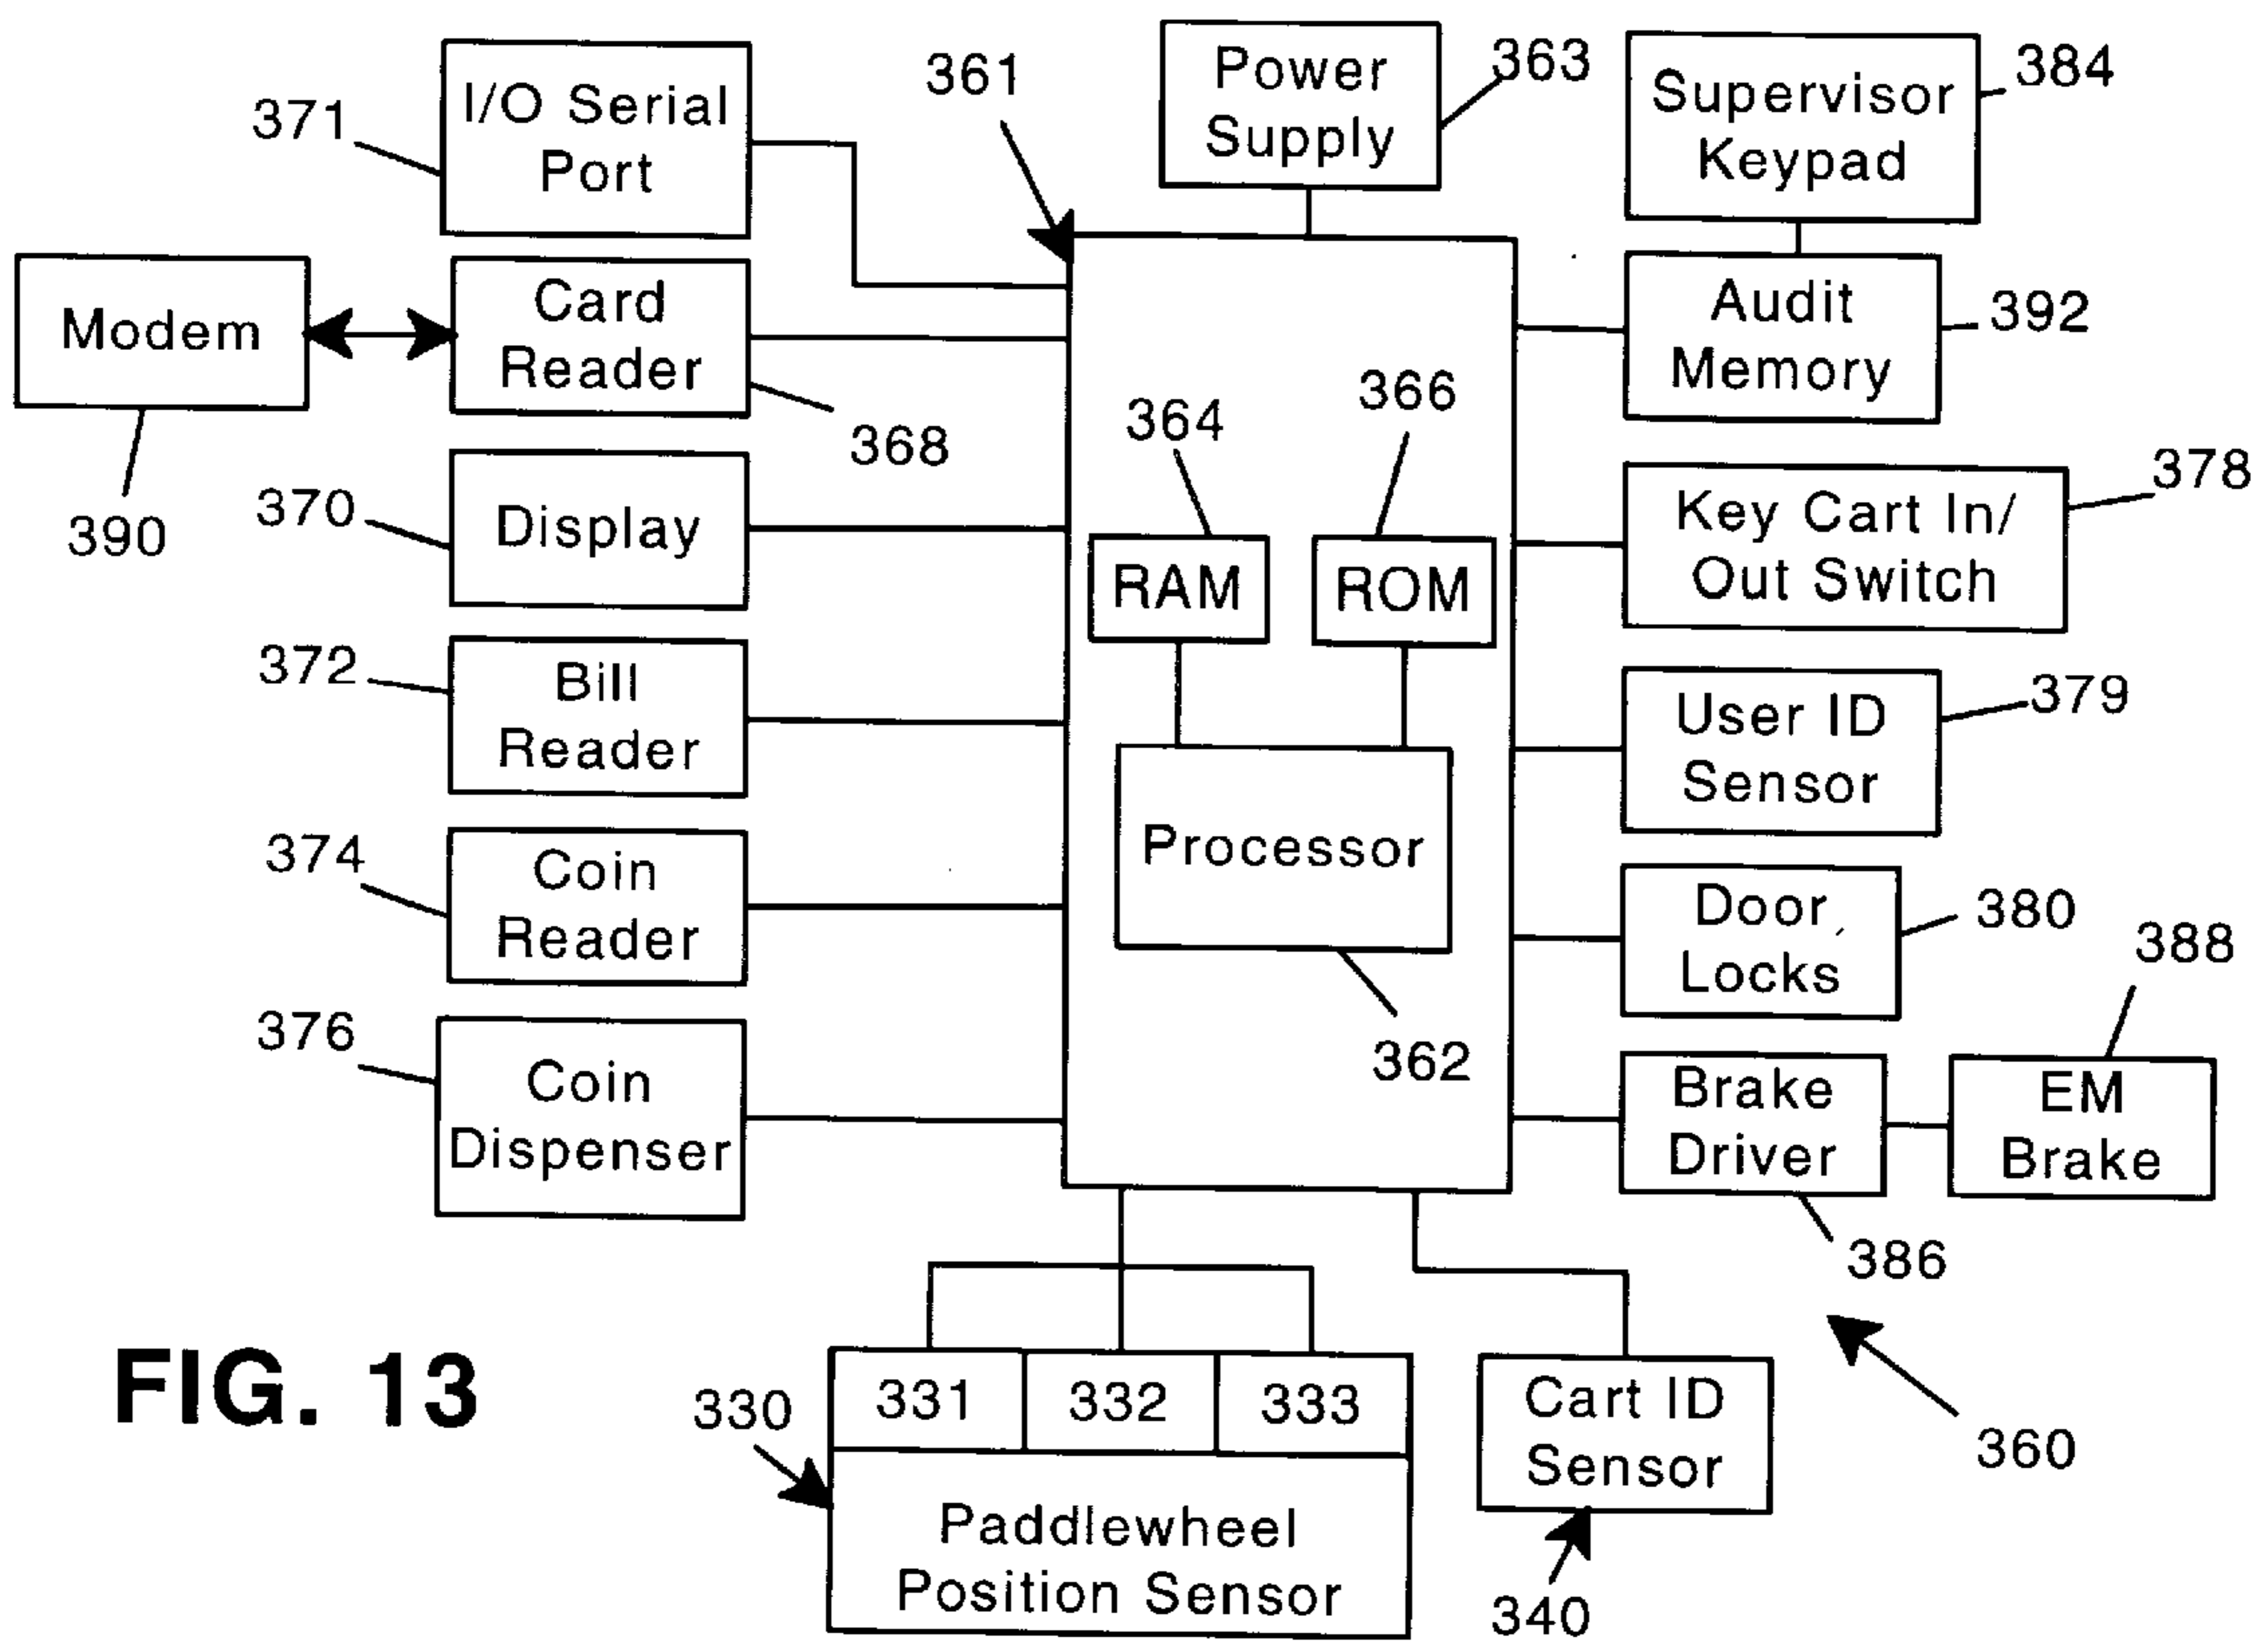 361
Power
Supply
363
Supervisor
Keypad
384
371
I/O Serial
Port
Modem
390
Card
Reader
368
Audit
Memory
392
364
366
370
Display
RAM
ROM
Key Cart In/
Out Switch
378
372
Bill
Reader
User ID
Sensor
379
Processor
362
374
Coin
Reader
Door
Locks
380
388
376
Coin
Dispenser
Brake
Driver
386
EM
Brake
FIG. 13
330
331 332 333
Paddlewheel
Position Sensor
Cart ID
Sensor
340
360